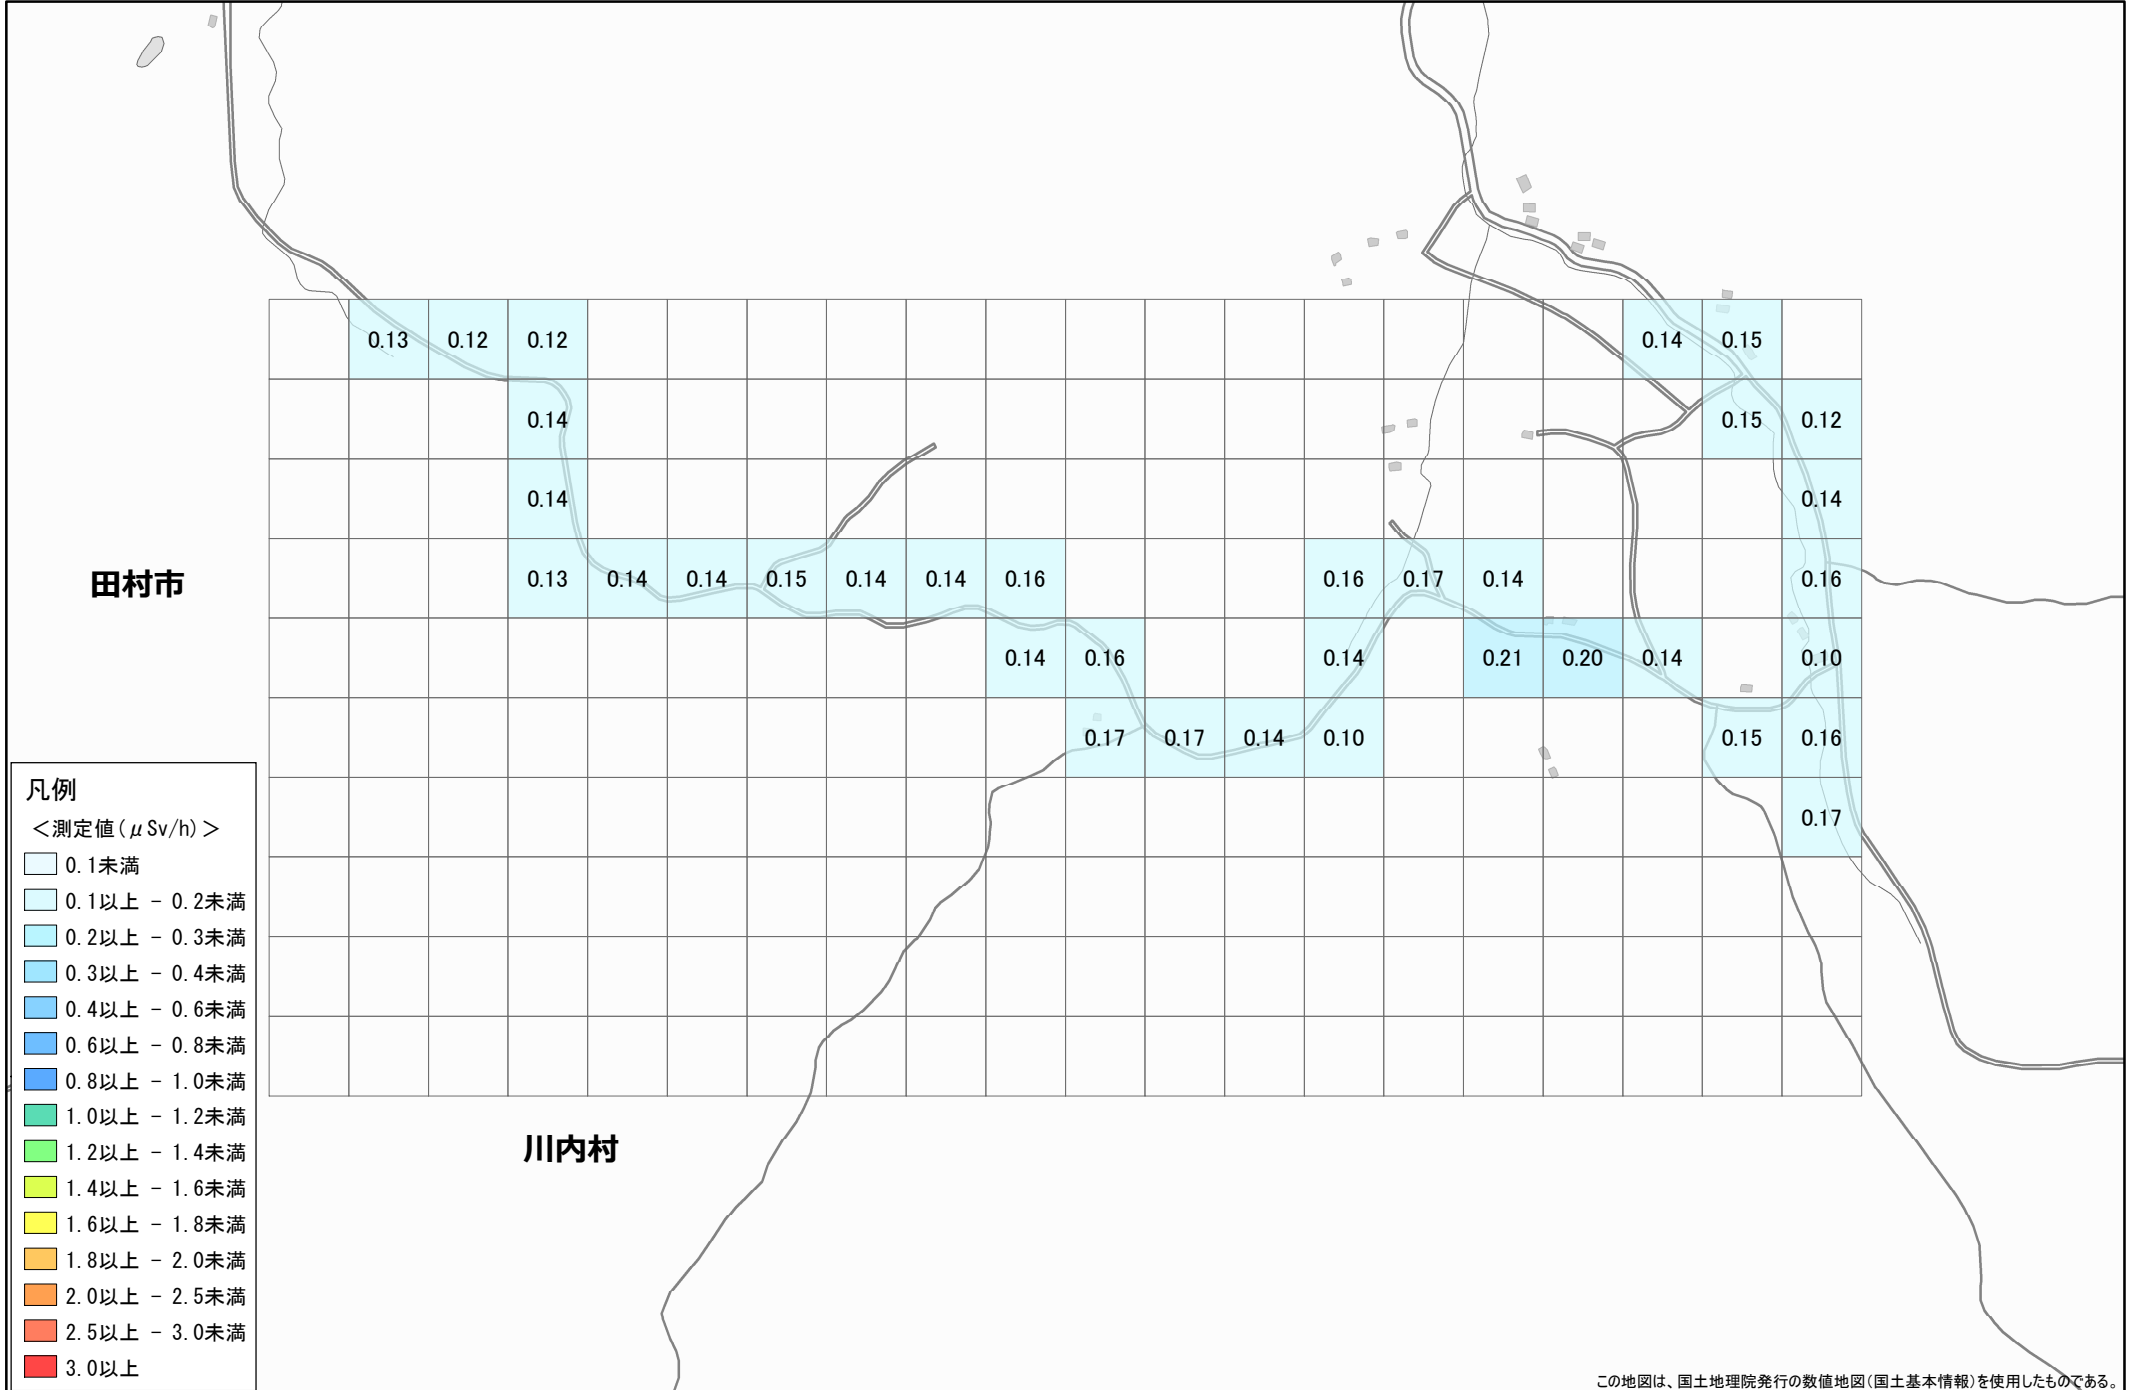 0.13 0.12 0.12 0.14 0.15
0.14 0.15 0.12
0.14 0.14
田村市
0.13 0.14 0.14 0.15 0.14 0.14 0.16 0.16 0.17 0.14 0.16
0.14 0.16 0.14 0.21 0.20 0.14 0.10
0.17 0.17 0.14 0.10 0.15 0.16
0.17
川内村
凡例
＜測定値(μSv/h)＞
0.1未満
0.1以上 － 0.2未満
0.2以上 － 0.3未満
0.3以上 － 0.4未満
0.4以上 － 0.6未満
0.6以上 － 0.8未満
0.8以上 － 1.0未満
1.0以上 － 1.2未満
1.2以上 － 1.4未満
1.4以上 － 1.6未満
1.6以上 － 1.8未満
1.8以上 － 2.0未満
2.0以上 － 2.5未満
2.5以上 － 3.0未満
3.0以上
この地図は、国土地理院発行の数値地図(国土基本情報)を使用したものである。